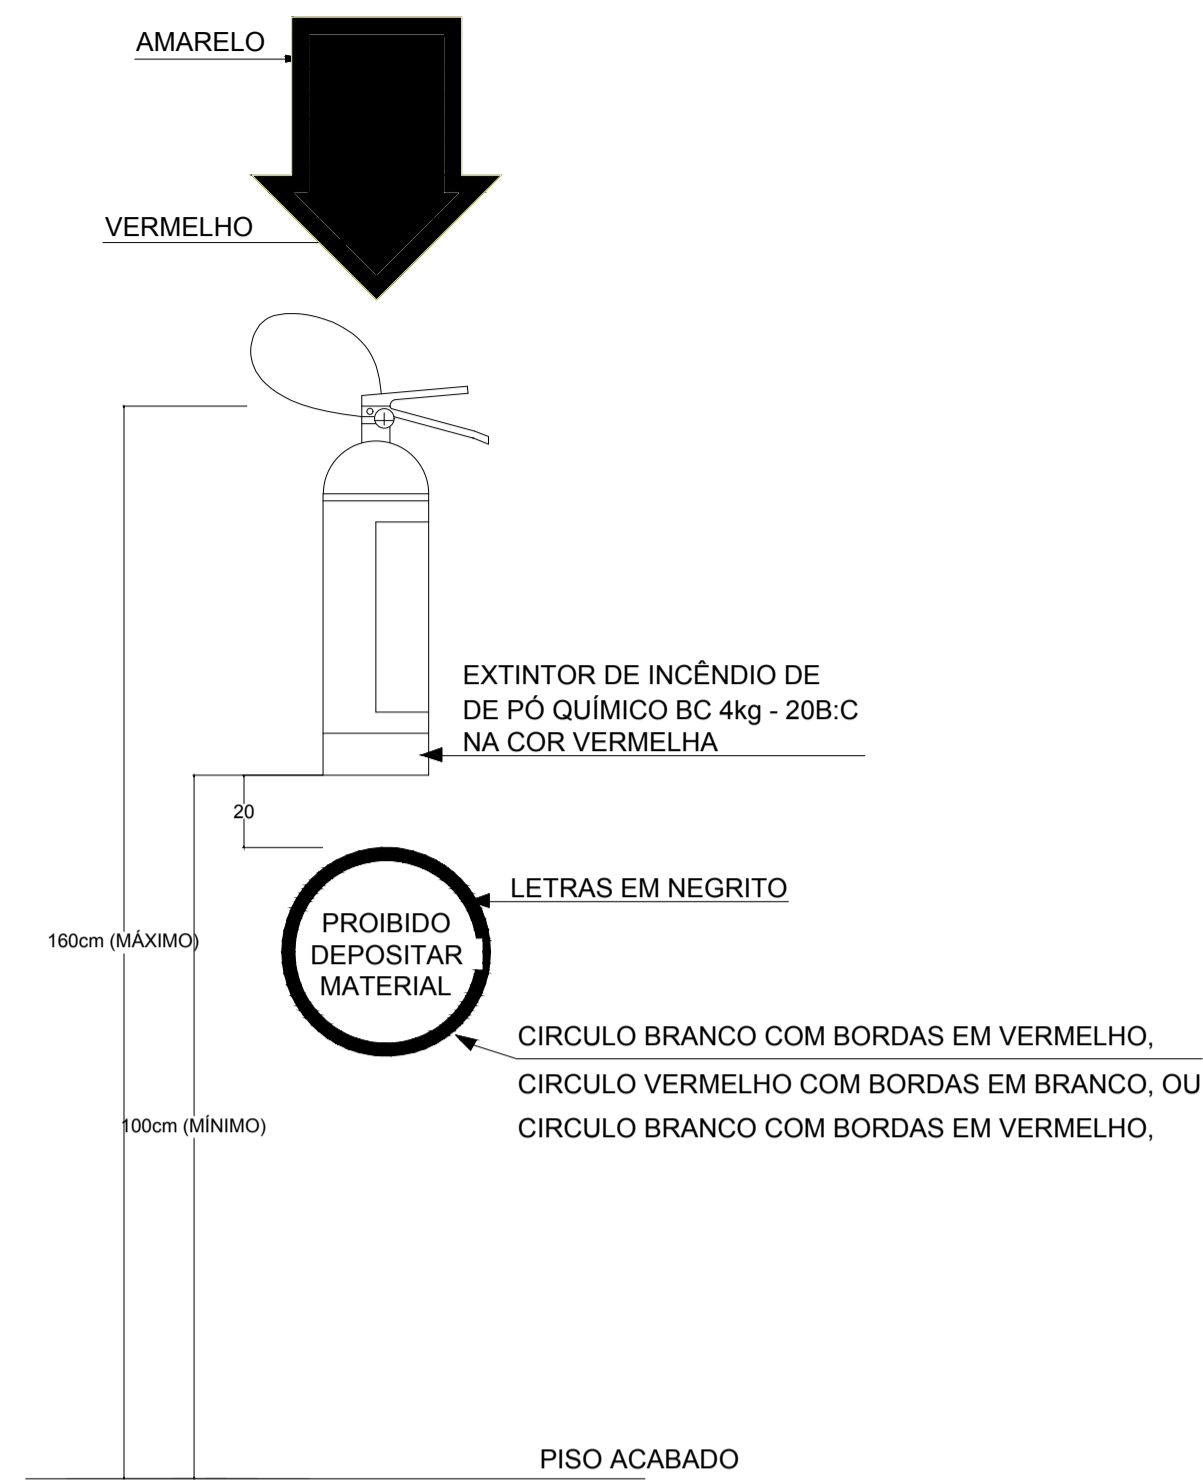 AMARELO
VERMELHO
EXTINTOR DE INCÊNDIO DE
DE PÓ QUÍMICO BC 4kg - 20B:C
NA COR VERMELHA
20
LETRAS EM NEGRITO
PROIBIDO
DEPOSITAR
MATERIAL
160cm (MÁXIMO)
CIRCULO BRANCO COM BORDAS EM VERMELHO,
CIRCULO VERMELHO COM BORDAS EM BRANCO, OU
CIRCULO BRANCO COM BORDAS EM VERMELHO,
100cm (MÍNIMO)
PISO ACABADO